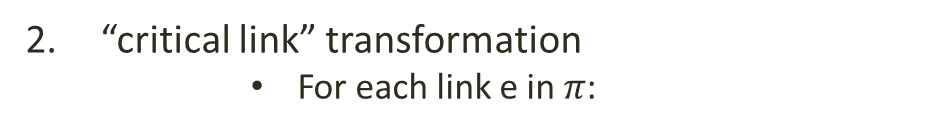 2. “critical link” transformation
• For each link e in 𝜋: